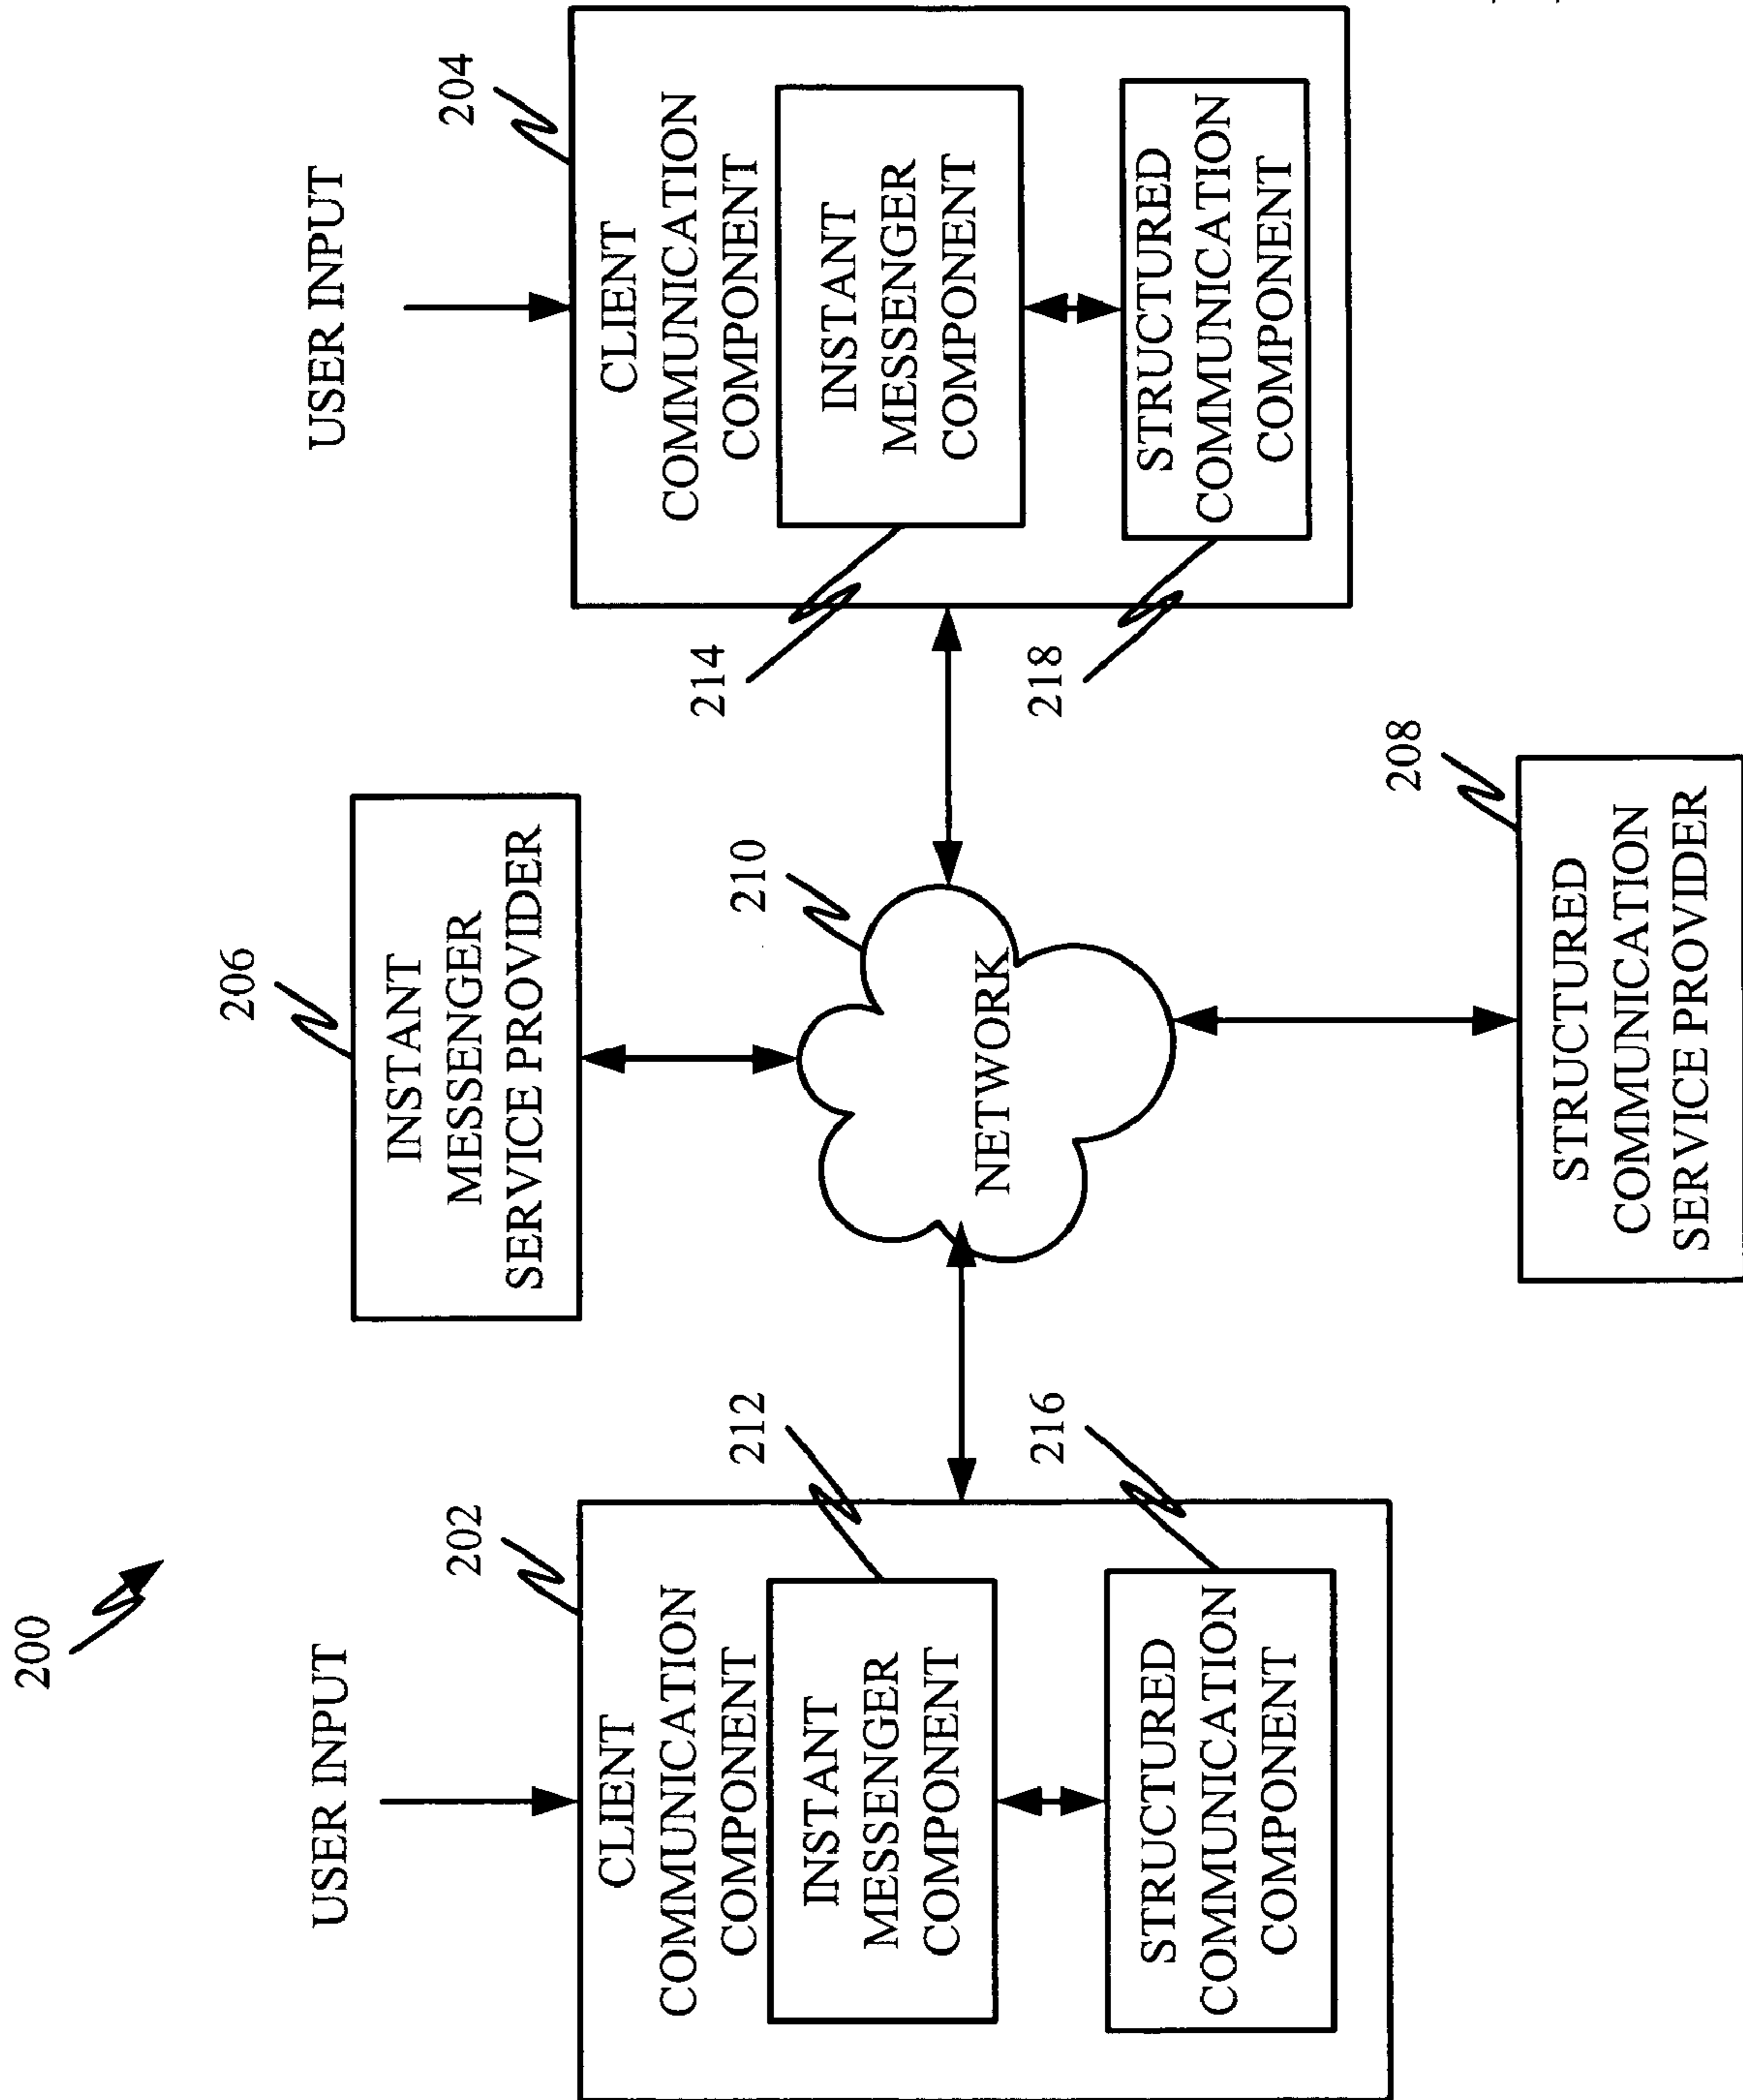 200
USER INPUT
202
CLIENT
COMMUNICATION
COMPONENT
212
INSTANT
MESSENGER
COMPONENT
216
STRUCTURED
COMMUNICATION
COMPONENT
206
INSTANT
MESSENGER
SERVICE PROVIDER
210
NETWORK
208
STRUCTURED
COMMUNICATION
SERVICE PROVIDER
USER INPUT
204
CLIENT
COMMUNICATION
COMPONENT
214
INSTANT
MESSENGER
COMPONENT
218
STRUCTURED
COMMUNICATION
COMPONENT